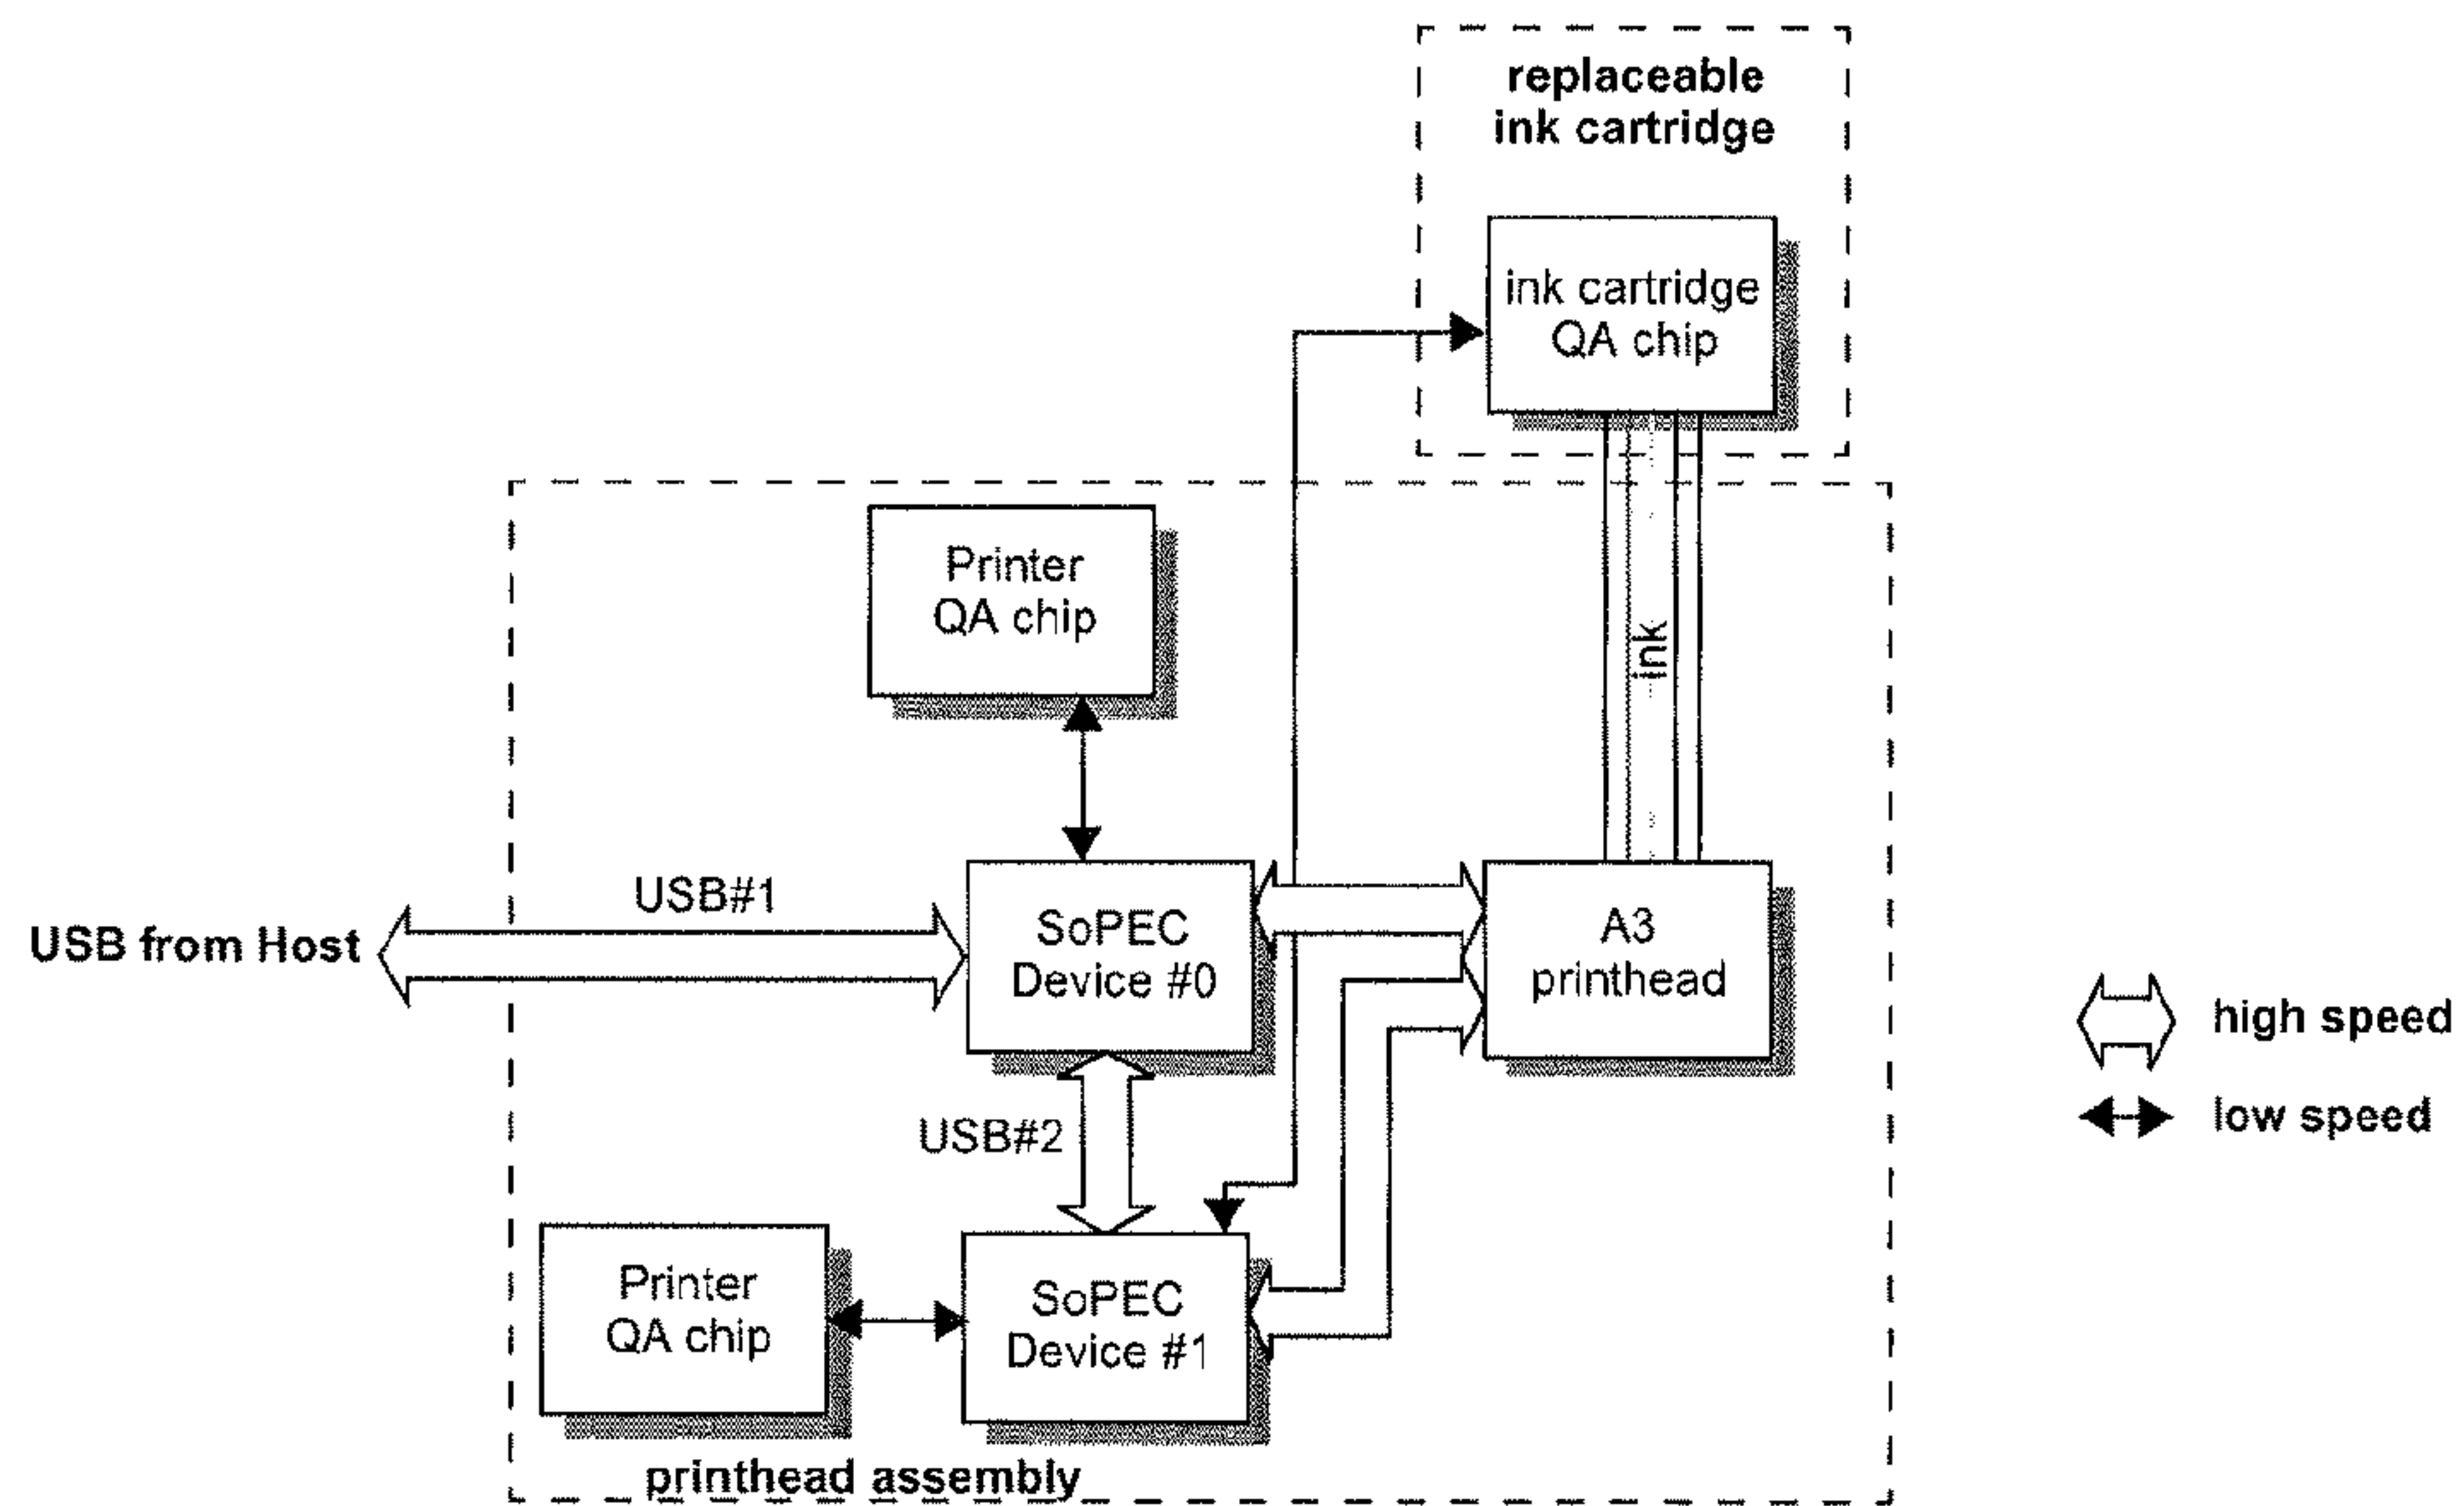 replaceable
ink cartridge
ink cartridge
QA chip
Printer
QA chip
ink
USB#1
USB from Host
SoPEC
Device #0
A3
printhead
high speed
low speed
USB#2
Printer
QA chip
SoPEC
Device #1
printhead assembly